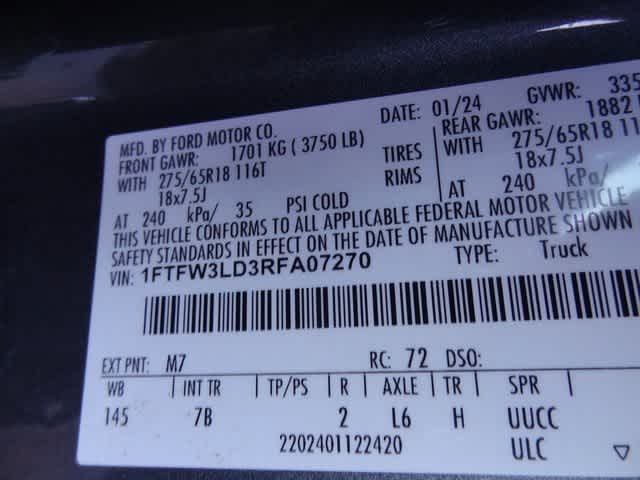 DATE: 01/24 GVWR: 335
MFD. BY FORD MOTOR CO. REAR GAWR: 1882
FRONT GAWR: 1701 KG ( 3750 LB) TIRES WITH 275/65R18 116
WITH 275/65R18 116T RIMS 18x7.5J
18x7.5J AT 240 kPa/
AT 240 kPa/ 35 PSI COLD
THIS VEHICLE CONFORMS TO ALL APPLICABLE FEDERAL MOTOR VEHICLE
SAFETY STANDARDS IN EFFECT ON THE DATE OF MANUFACTURE SHOWN
VIN: 1FTFW3LD3RFA07270 TYPE: Truck
EXT PNT: M7 RC: 72 DSO:
WB INT TR TP/PS R AXLE TR SPR
145 7B 2 L6 H UUCC
2202401122420 ULC